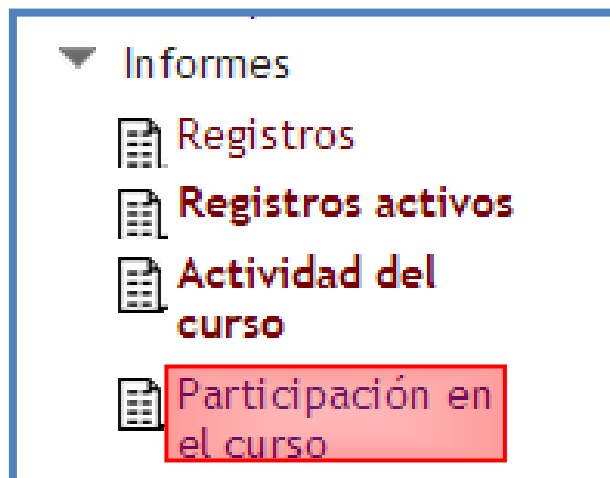 Informes
Registros
Registros activos
Actividad del
curso
Participación en
el curso